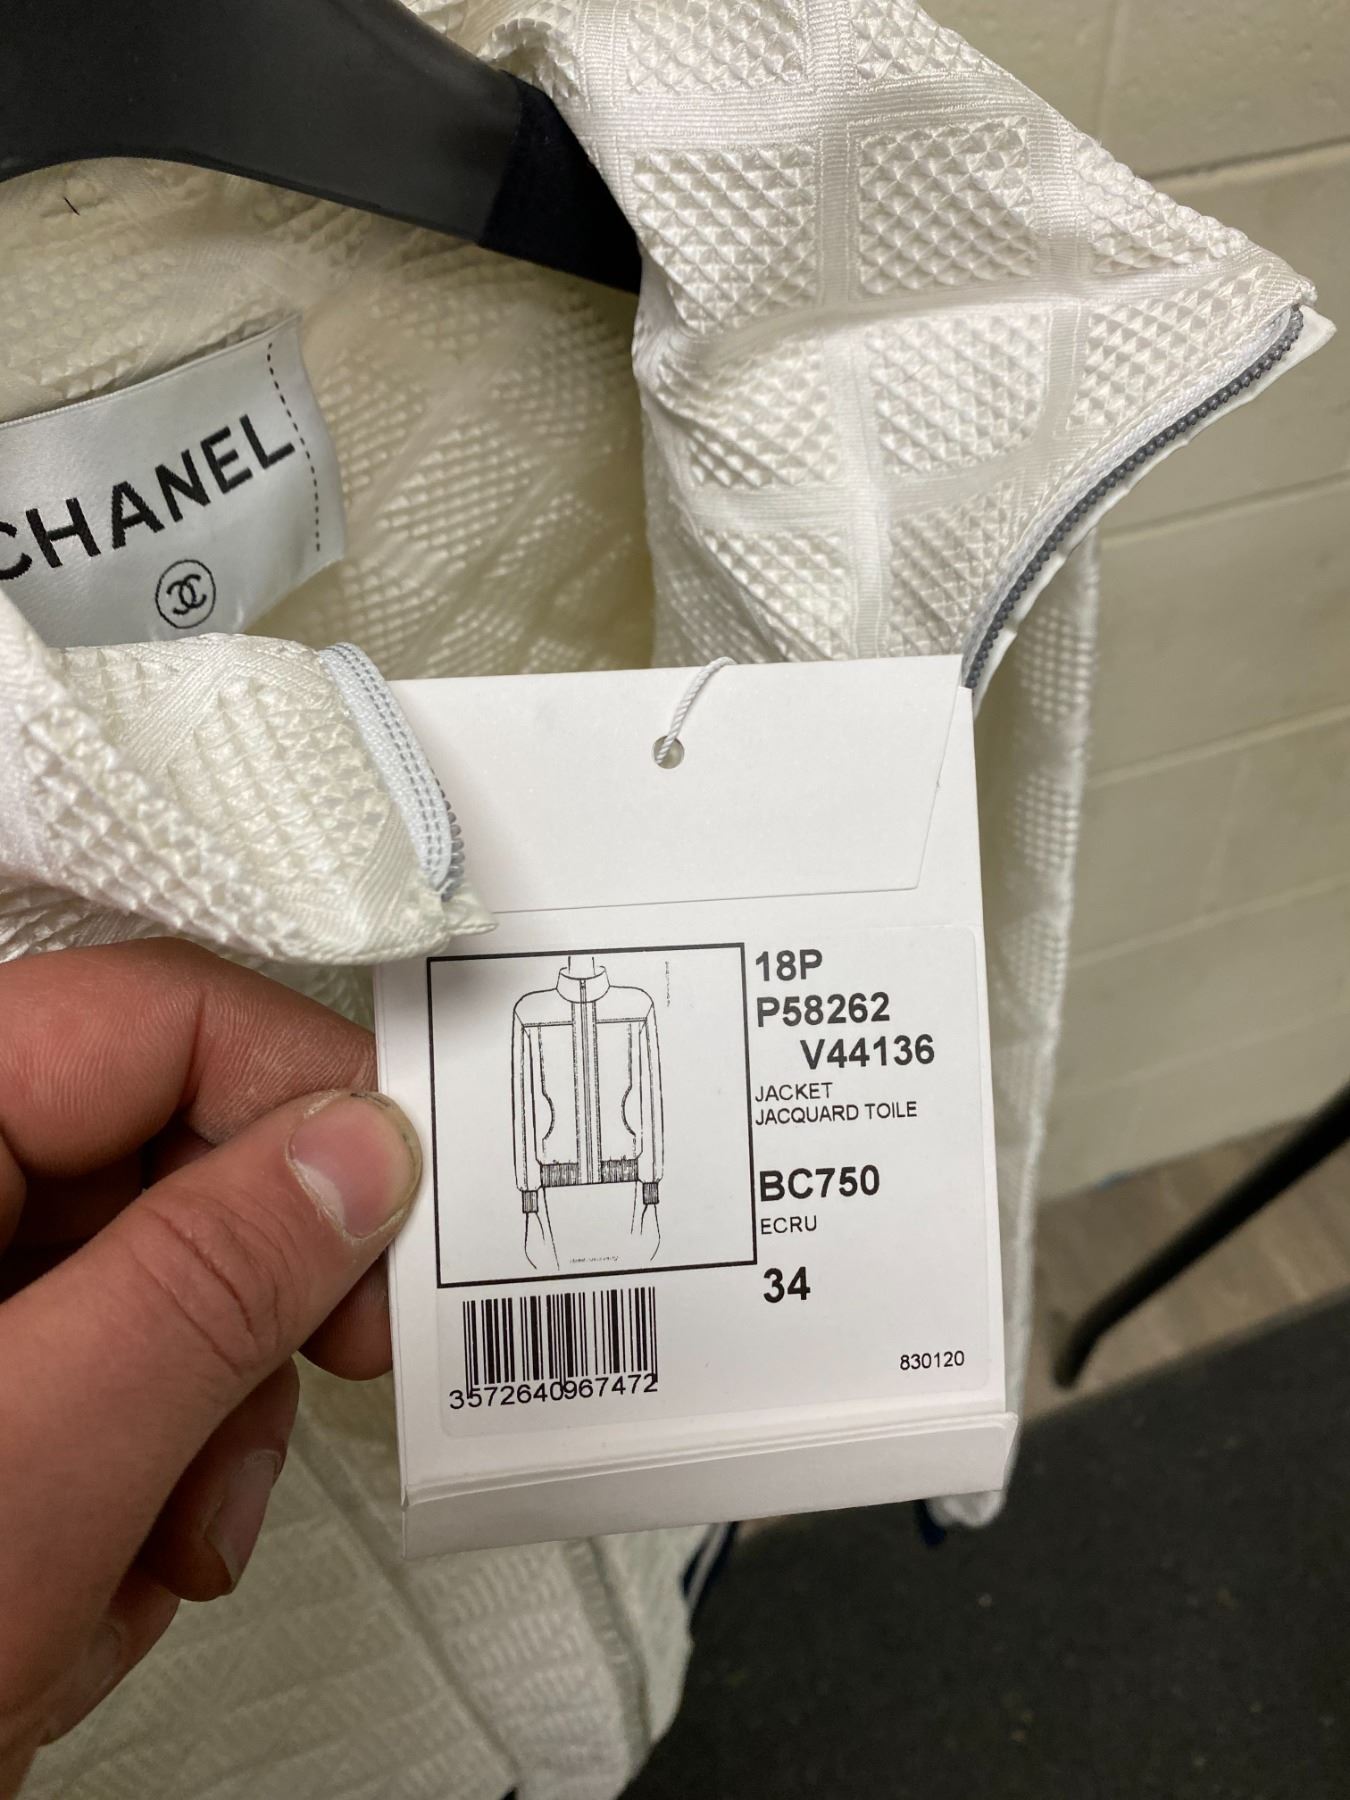 CHANEL
18P
P58262
V44136
JACKET
JACQUARD TOILE
BC750
ECRU
34
830120
3572640967472